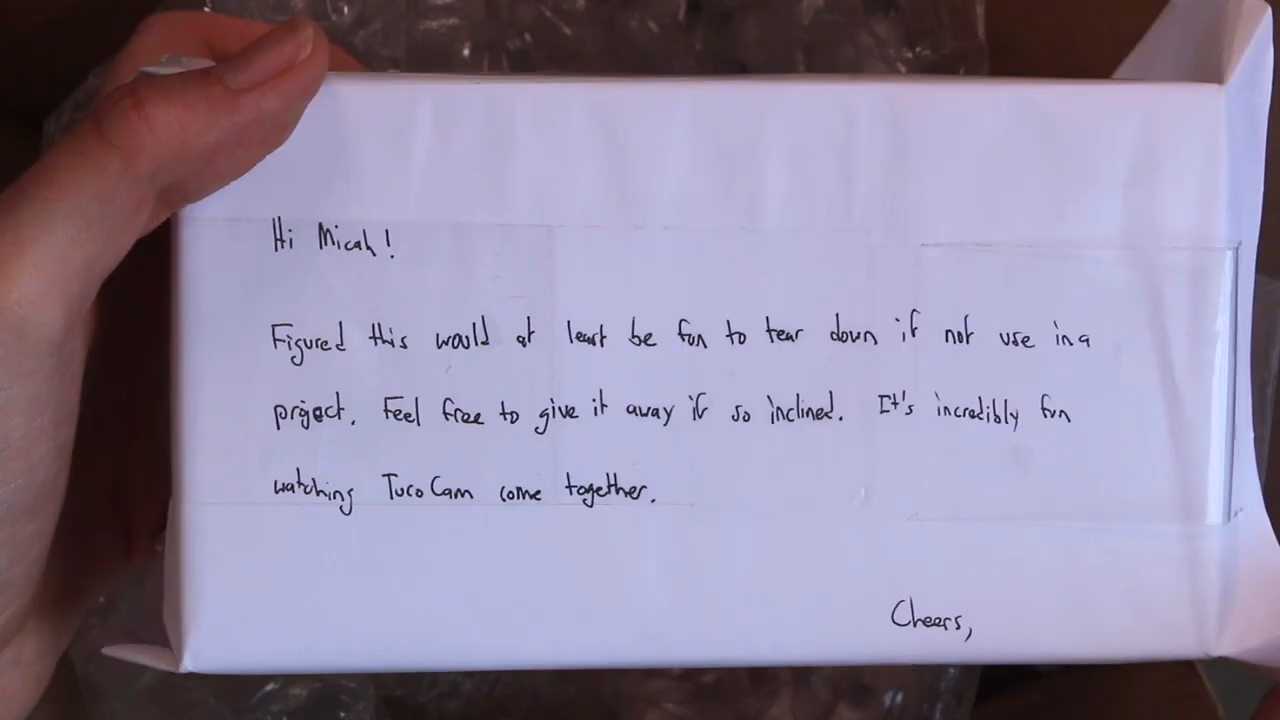 Hi Micah!
Figured this would at least be fun to tear down if not use in a
project. Feel free to give it away if so inclined. It's incredibly fun
watching TucoCam come together.
Cheers,